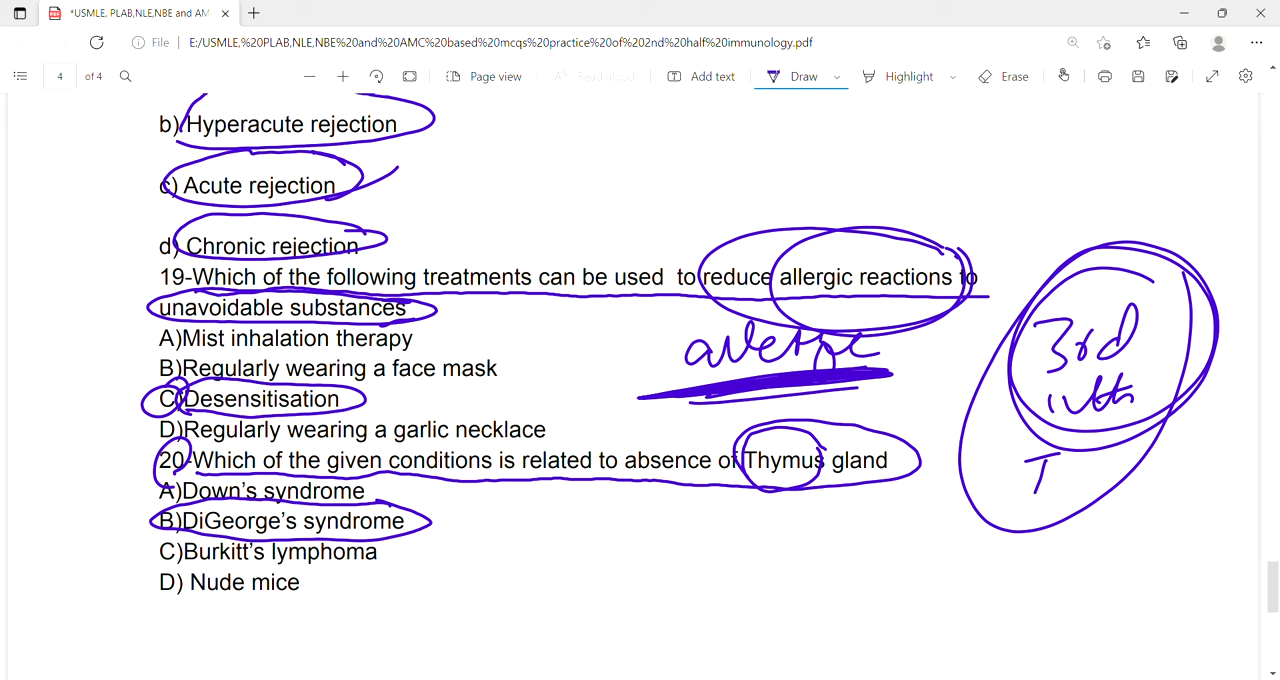 *USMLE, PLAB,NLE,NBE and AM
File E:/USMLE,%20PLAB,NLE,NBE%20and%20AMC%20based%20mcqs%20practice%20of%202nd%20half%20immunology.pdf
4 of 4 Page view Read aloud Add text Draw Highlight Erase
b) Hyperacute rejection
c) Acute rejection
d) Chronic rejection
19-Which of the following treatments can be used to reduce allergic reactions to
unavoidable substances
A)Mist inhalation therapy
B)Regularly wearing a face mask
C)Desensitisation
D)Regularly wearing a garlic necklace
20-Which of the given conditions is related to absence of Thymus gland
A)Down's syndrome
B)DiGeorge's syndrome
C)Burkitt's lymphoma
D) Nude mice
3rd
T